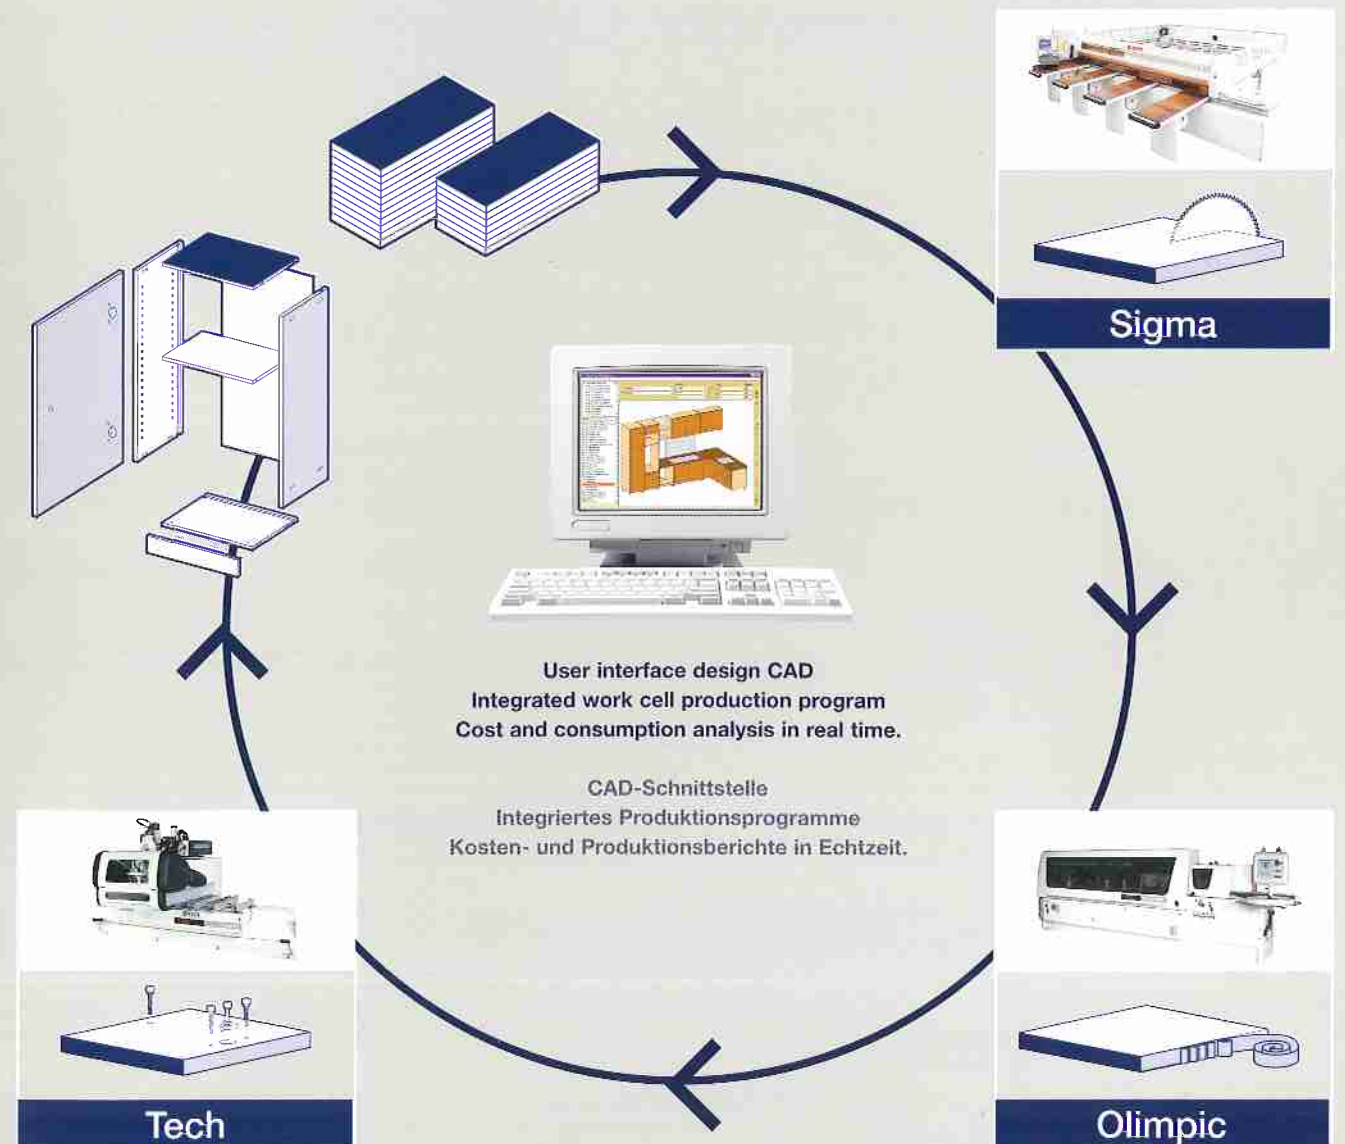 Sigma
User interface design CAD
Integrated work cell production program
Cost and consumption analysis in real time.
CAD-Schnittstelle
Integriertes Produktionsprogramme
Kosten- und Produktionsberichte in Echtzeit.
Tech
Olimpic